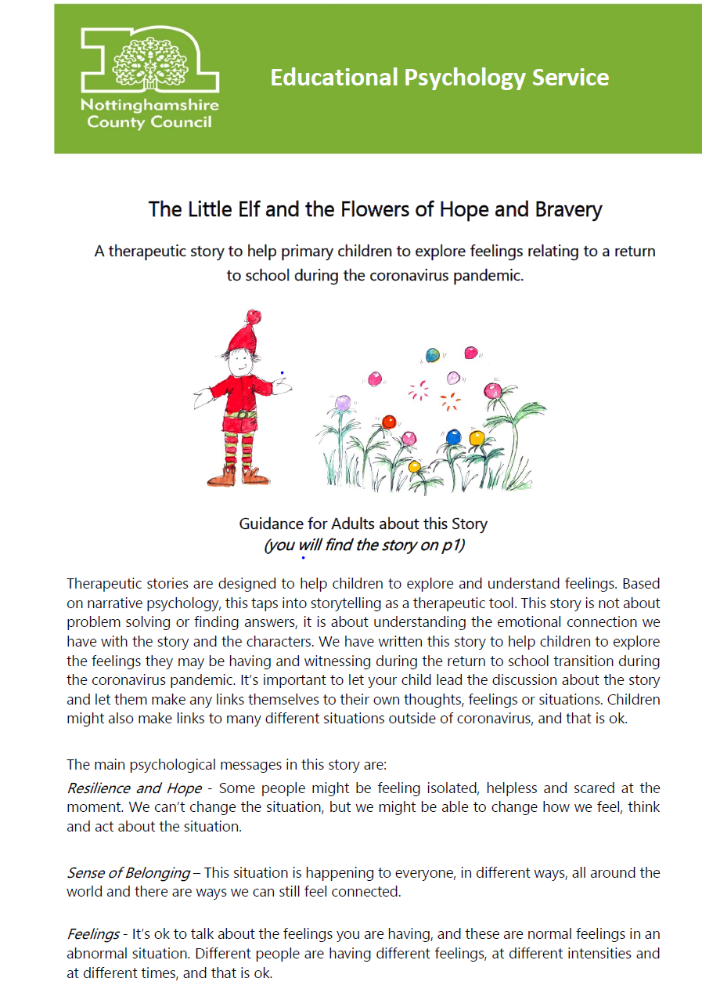 Nottinghamshire
County Council
Educational Psychology Service
The Little Elf and the Flowers of Hope and Bravery
A therapeutic story to help primary children to explore feelings relating to a return
to school during the coronavirus pandemic.
Guidance for Adults about this Story
(you will find the story on p1)
Therapeutic stories are designed to help children to explore and understand feelings. Based
on narrative psychology, this taps into storytelling as a therapeutic tool. This story is not about
problem solving or finding answers, it is about understanding the emotional connection we
have with the story and the characters. We have written this story to help children to explore
the feelings they may be having and witnessing during the return to school transition during
the coronavirus pandemic. It’s important to let your child lead the discussion about the story
and let them make any links themselves to their own thoughts, feelings or situations. Children
might also make links to many different situations outside of coronavirus, and that is ok.
The main psychological messages in this story are:
Resilience and Hope - Some people might be feeling isolated, helpless and scared at the
moment. We can’t change the situation, but we might be able to change how we feel, think
and act about the situation.
Sense of Belonging – This situation is happening to everyone, in different ways, all around the
world and there are ways we can still feel connected.
Feelings - It’s ok to talk about the feelings you are having, and these are normal feelings in an
abnormal situation. Different people are having different feelings, at different intensities and
at different times, and that is ok.